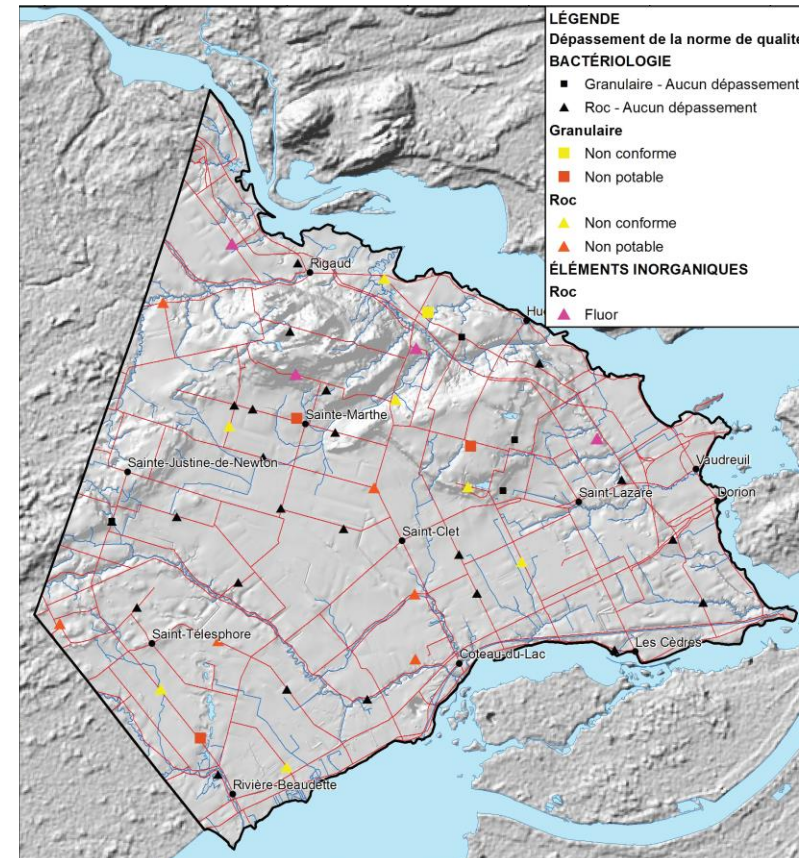 LÉGENDE
Dépassement de la norme de qualité
BACTÉRIOLOGIE
Granulaire - Aucun dépassement
Roc - Aucun dépassement
Granulaire
Non conforme
Non potable
Roc
Non conforme
Non potable
ÉLÉMENTS INORGANIQUES
Roc
Fluor
Rigaud
Sainte-Marthe
Sainte-Justine-de-Newton
Vaudreuil
Saint-Lazare
Dorion
Saint-Clet
Saint-Télesphore
Les Cèdres
Coteau-du-Lac
Rivière-Beaudette